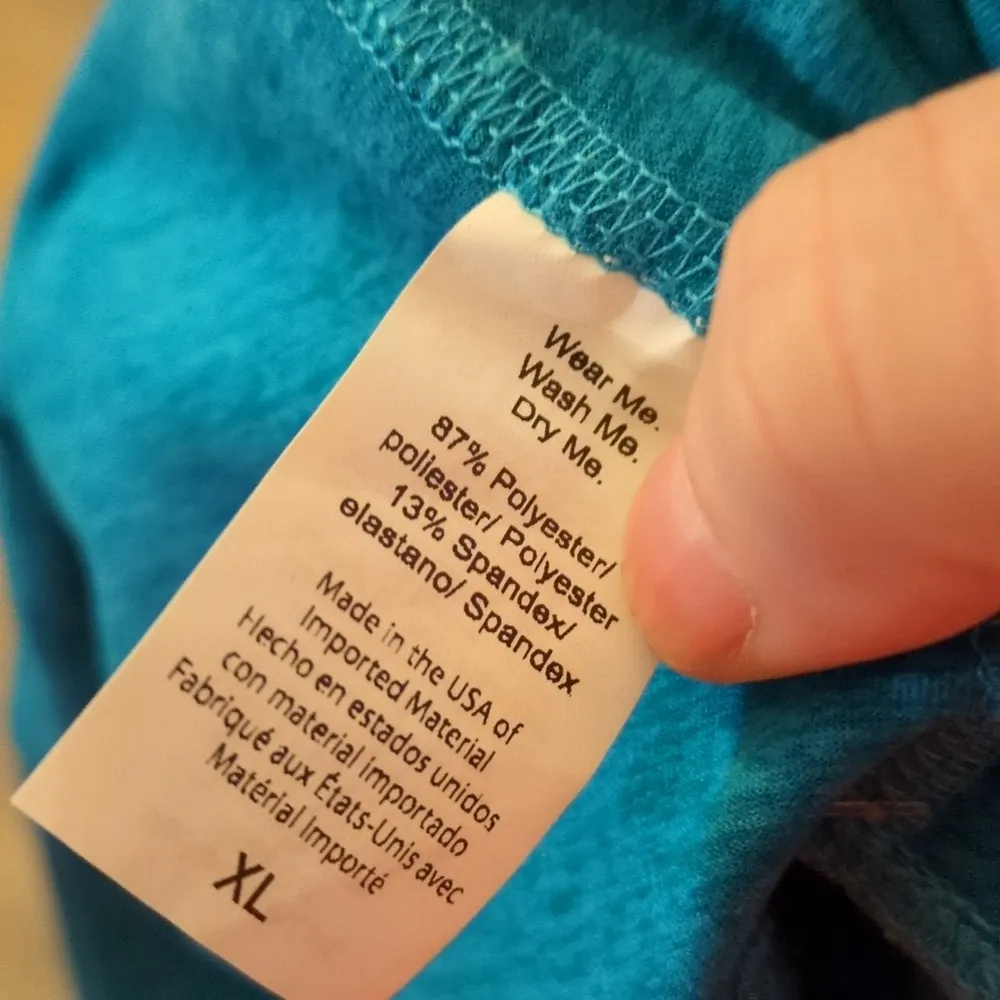 Wear Me.
Wash Me.
Dry Me.
87% Polyester/
poliester/ Polyester
13% Spandex/
elastano/ Spandex
Made in the USA of
Imported Material
Hecho en estados unidos
con material importado
Fabriqué aux États-Unis avec
Matérial Importé
XL